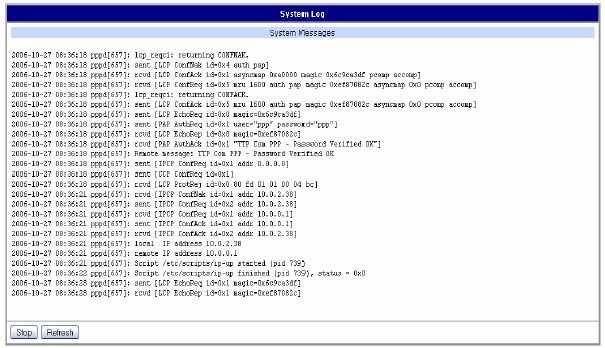 System Log
System Messages
2006-10-27 08:36:18 pppd[657]: lcp_reqci: returning CONFNAK.
2006-10-27 08:36:18 pppd[657]: sent [LCP ConfNak id=0x4 auth pap]
2006-10-27 08:36:18 pppd[657]: rcvd [LCP ConfAck id=0x1 asyncmap 0xa0000 magic 0x6c9ca3df pcomp accomp]
2006-10-27 08:36:18 pppd[657]: rcvd [LCP ConfReq id=0x5 mru 1600 auth pap magic 0xef87082c asyncmap 0x0 pcomp accomp]
2006-10-27 08:36:18 pppd[657]: lcp_reqci: returning CONFACK.
2006-10-27 08:36:18 pppd[657]: sent [LCP ConfAck id=0x5 mru 1600 auth pap magic 0xef87082c asyncmap 0x0 pcomp accomp]
2006-10-27 08:36:18 pppd[657]: sent [LCP EchoReq id=0x0 magic=0x6c9ca3df]
2006-10-27 08:36:18 pppd[657]: sent [PAP AuthReq id=0x1 user="ppp" password="ppp"]
2006-10-27 08:36:18 pppd[657]: rcvd [LCP EchoRep id=0x0 magic=0xef87082c]
2006-10-27 08:36:18 pppd[657]: rcvd [PAP AuthAck id=0x1 "TTP Com PPP - Password Verified OK"]
2006-10-27 08:36:18 pppd[657]: Remote message: TTP Com PPP - Password Verified OK
2006-10-27 08:36:18 pppd[657]: sent [IPCP ConfReq id=0x1 addr 0.0.0.0]
2006-10-27 08:36:18 pppd[657]: sent [CCP ConfReq id=0x1]
2006-10-27 08:36:18 pppd[657]: rcvd [LCP ProtRej id=0x0 80 fd 01 01 00 04 bc]
2006-10-27 08:36:21 pppd[657]: rcvd [IPCP ConfNak id=0x1 addr 10.0.2.38]
2006-10-27 08:36:21 pppd[657]: sent [IPCP ConfReq id=0x2 addr 10.0.2.38]
2006-10-27 08:36:21 pppd[657]: rcvd [IPCP ConfReq id=0x1 addr 10.0.0.1]
2006-10-27 08:36:21 pppd[657]: sent [IPCP ConfAck id=0x1 addr 10.0.0.1]
2006-10-27 08:36:21 pppd[657]: rcvd [IPCP ConfAck id=0x2 addr 10.0.2.38]
2006-10-27 08:36:21 pppd[657]: local IP address 10.0.2.38
2006-10-27 08:36:21 pppd[657]: remote IP address 10.0.0.1
2006-10-27 08:36:21 pppd[657]: Script /etc/scripts/ip-up started (pid 739)
2006-10-27 08:36:22 pppd[657]: Script /etc/scripts/ip-up finished (pid 739), status = 0x0
2006-10-27 08:36:28 pppd[657]: sent [LCP EchoReq id=0x1 magic=0x6c9ca3df]
2006-10-27 08:36:28 pppd[657]: rcvd [LCP EchoRep id=0x1 magic=0xef87082c]
Stop Refresh